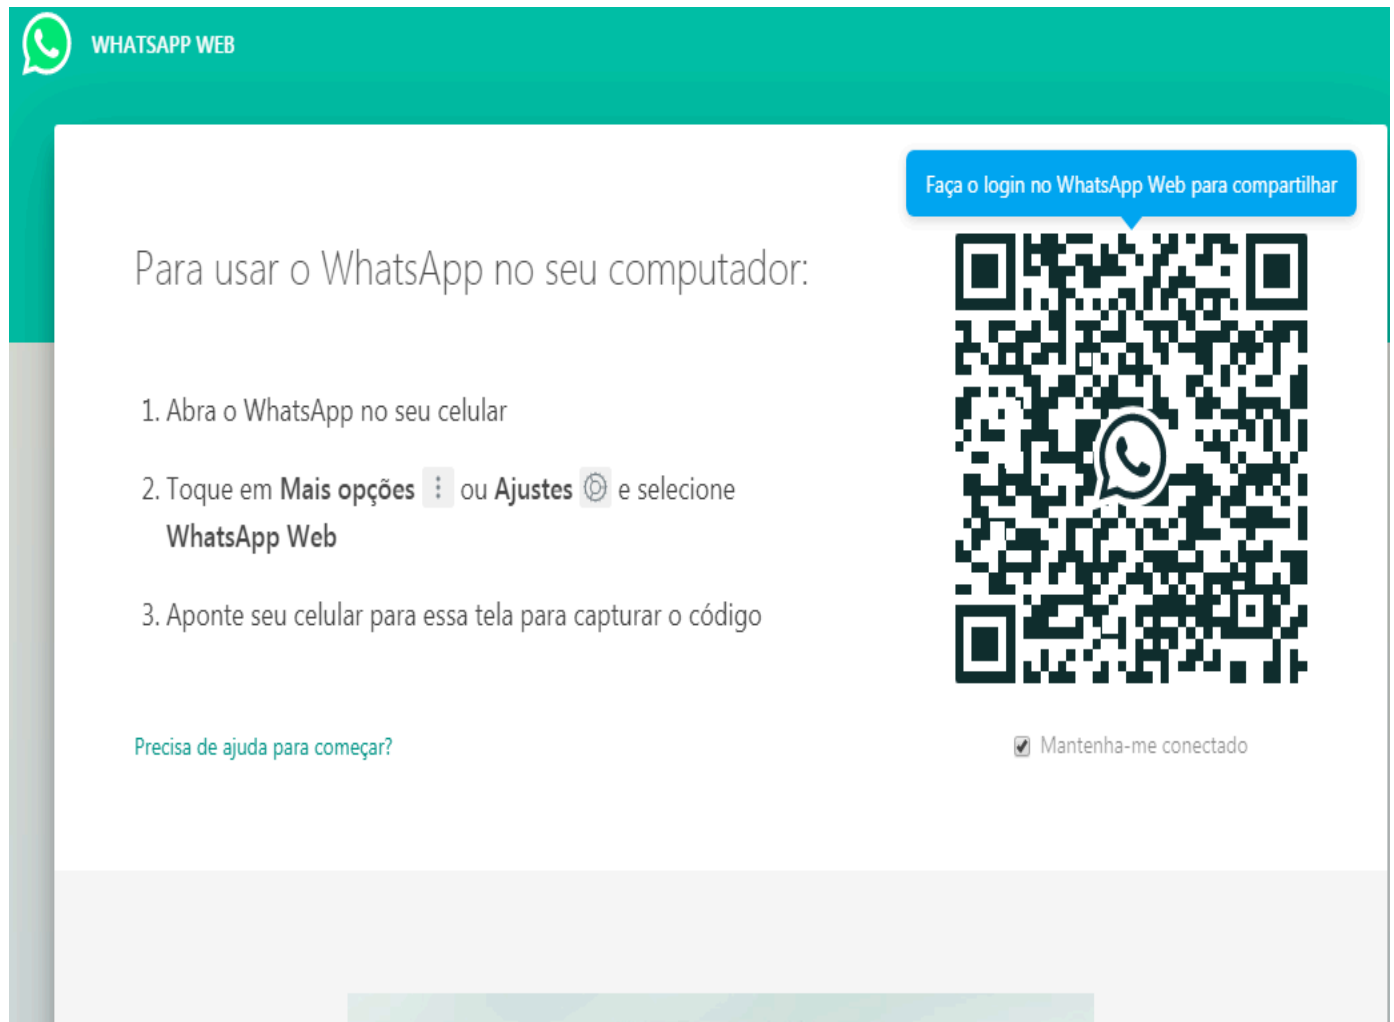 WHATSAPP WEB
Faça o login no WhatsApp Web para compartilhar
Para usar o WhatsApp no seu computador:
1. Abra o WhatsApp no seu celular
2. Toque em Mais opções ou Ajustes e selecione
WhatsApp Web
3. Aponte seu celular para essa tela para capturar o código
Precisa de ajuda para começar?
Mantenha-me conectado